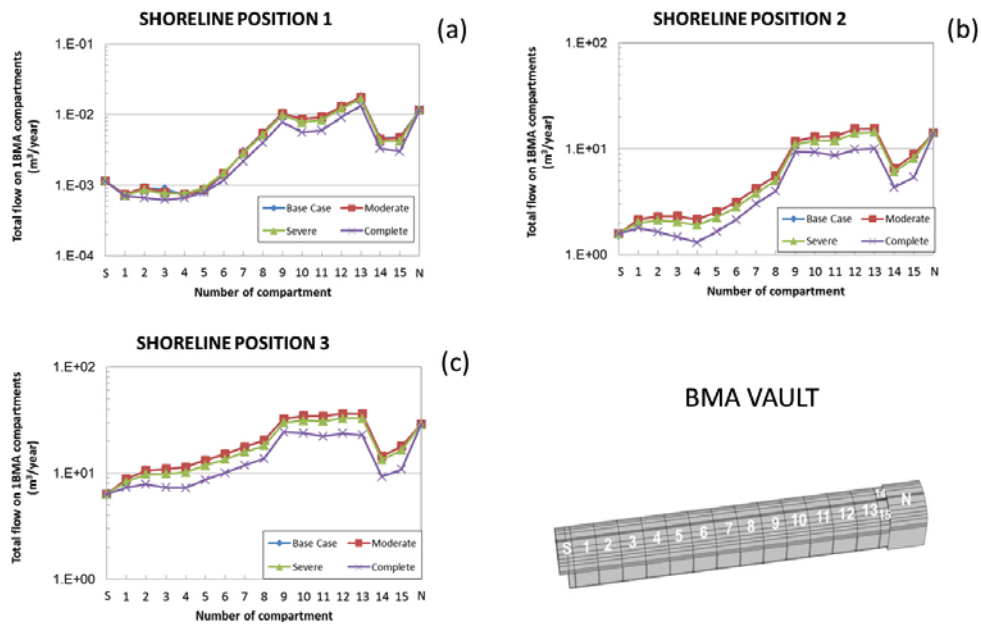 SHORELINE POSITION 1
(a)
Total flow on 1BMA compartments
(m³/year)
1.E-01
1.E-02
1.E-03
1.E-04
Base Case
Moderate
Severe
Complete
S 1 2 3 4 5 6 7 8 9 10 11 12 13 14 15 N
Number of compartment
SHORELINE POSITION 2
(b)
Total flow on 1BMA compartments
(m³/year)
1.E+02
1.E+01
1.E+00
Base Case
Moderate
Severe
Complete
S 1 2 3 4 5 6 7 8 9 10 11 12 13 14 15 N
Number of compartment
SHORELINE POSITION 3
(c)
Total flow on 1BMA compartments
(m³/year)
1.E+02
1.E+01
1.E+00
Base Case
Moderate
Severe
Complete
S 1 2 3 4 5 6 7 8 9 10 11 12 13 14 15 N
Number of compartment
BMA VAULT
S 1 2 3 4 5 6 7 8 9 10 11 12 13 14 15 N